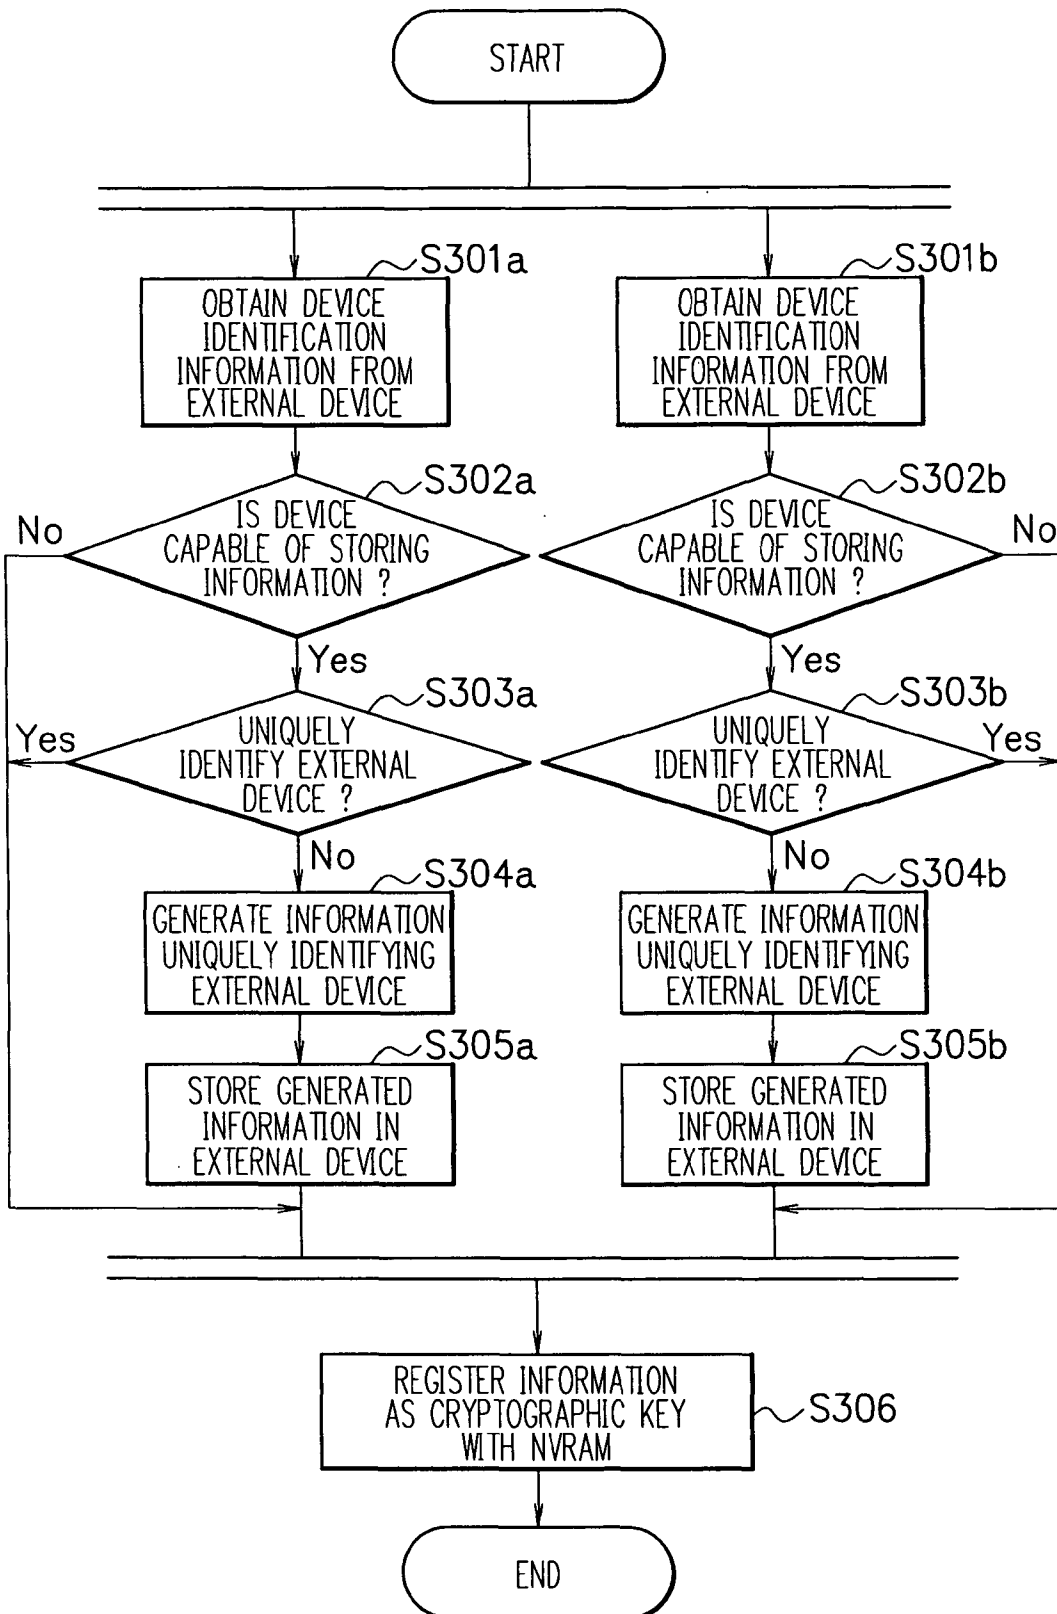 START
S301a
OBTAIN DEVICE
IDENTIFICATION
INFORMATION FROM
EXTERNAL DEVICE
S301b
OBTAIN DEVICE
IDENTIFICATION
INFORMATION FROM
EXTERNAL DEVICE
S302a
No
IS DEVICE
CAPABLE OF STORING
INFORMATION ?
Yes
S302b
IS DEVICE
CAPABLE OF STORING
INFORMATION ?
No
Yes
S303a
Yes
UNIQUELY
IDENTIFY EXTERNAL
DEVICE ?
No
S303b
UNIQUELY
IDENTIFY EXTERNAL
DEVICE ?
Yes
No
S304a
GENERATE INFORMATION
UNIQUELY IDENTIFYING
EXTERNAL DEVICE
S304b
GENERATE INFORMATION
UNIQUELY IDENTIFYING
EXTERNAL DEVICE
S305a
STORE GENERATED
INFORMATION IN
EXTERNAL DEVICE
S305b
STORE GENERATED
INFORMATION IN
EXTERNAL DEVICE
REGISTER INFORMATION
AS CRYPTOGRAPHIC KEY
WITH NVRAM
S306
END